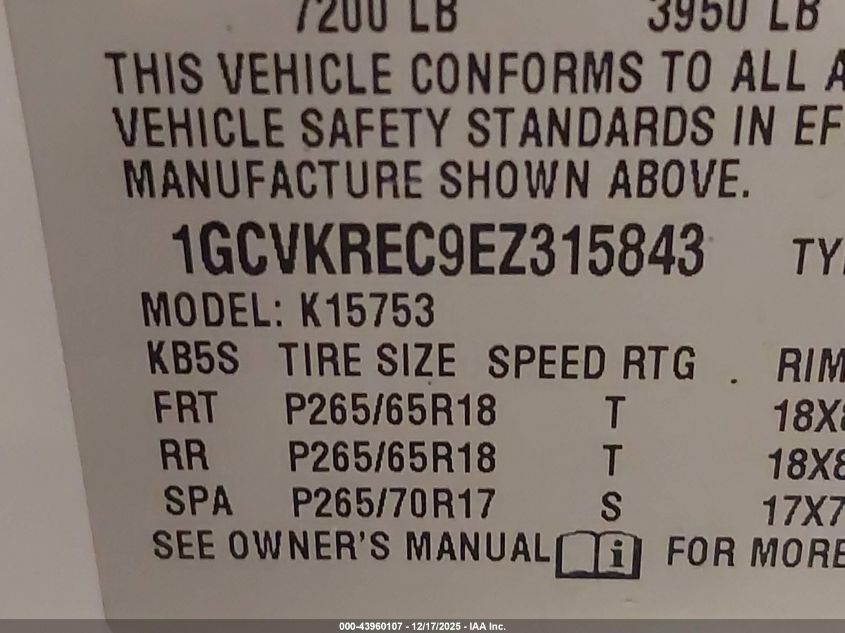 7200 LB 3950 LB
THIS VEHICLE CONFORMS TO ALL A
VEHICLE SAFETY STANDARDS IN EF
MANUFACTURE SHOWN ABOVE.
1GCVKREC9EZ315843 TY
MODEL: K15753
KB5S TIRE SIZE SPEED RTG . RIM
FRT P265/65R18 T 18X8
RR P265/65R18 T 18X8
SPA P265/70R17 S 17X7
SEE OWNER'S MANUAL i FOR MORE
000-43960107 - 12/17/2025 - IAA Inc.